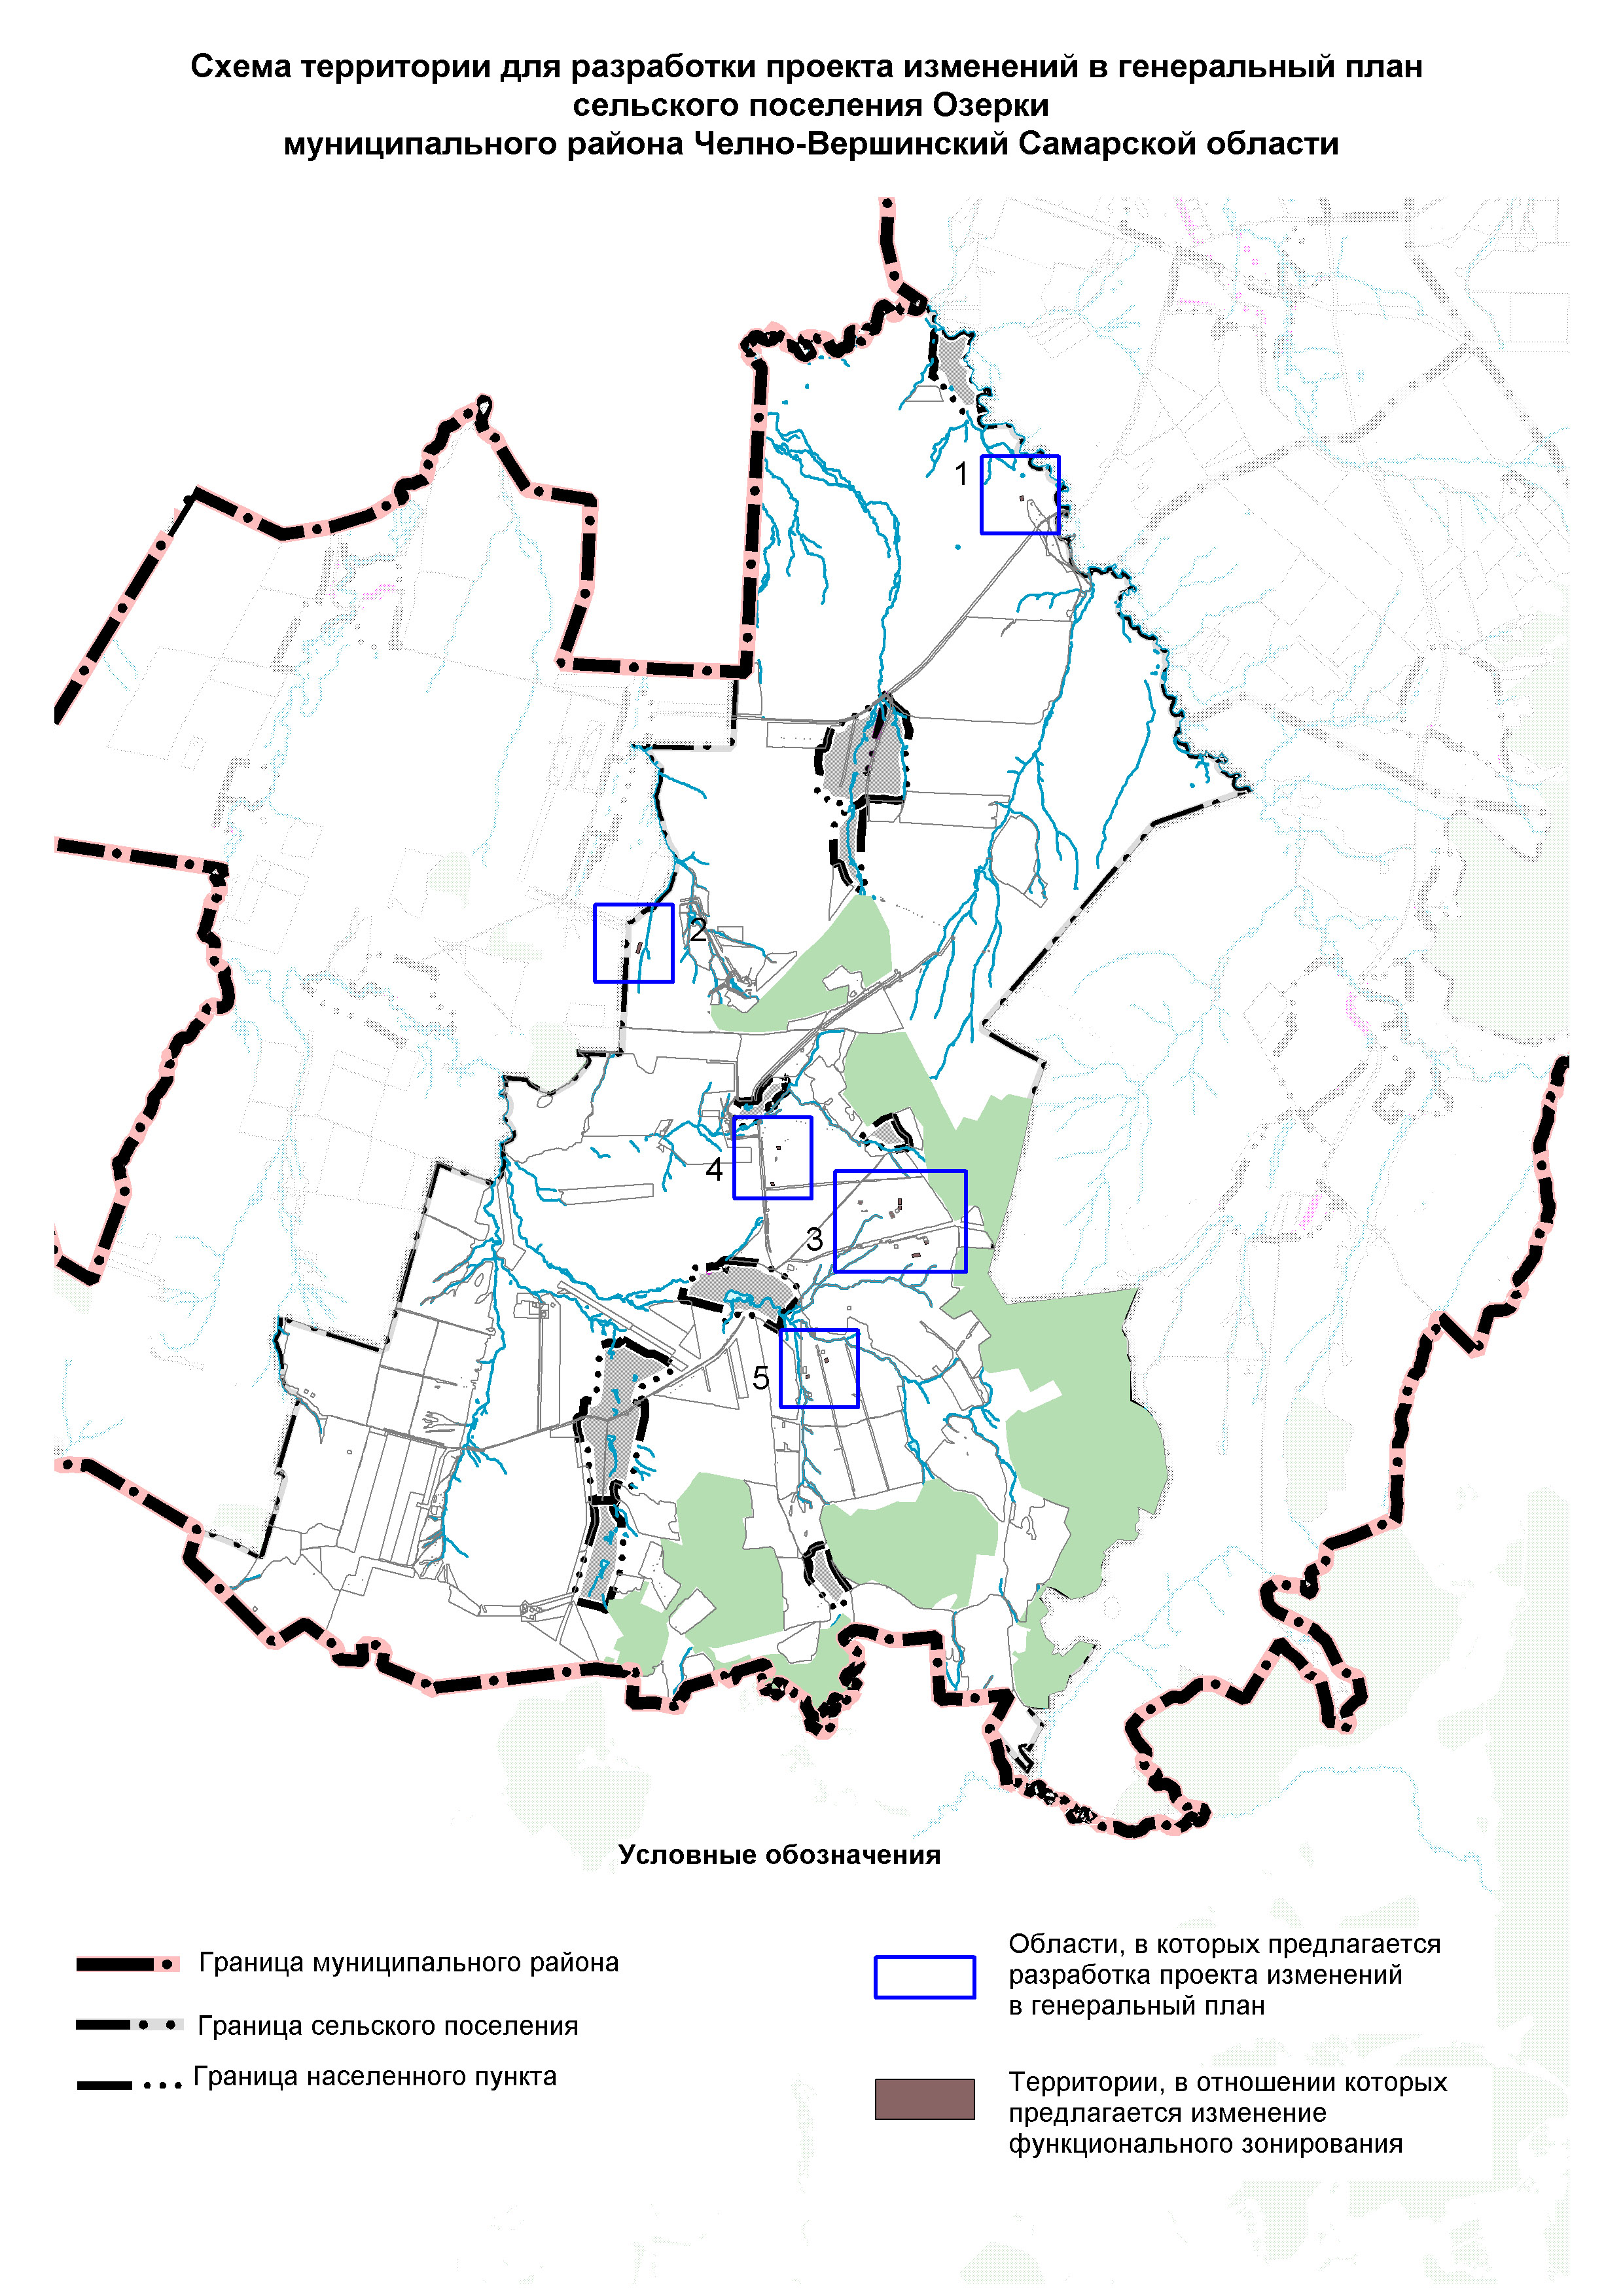 Схема территории для разработки проекта изменений в генеральный план
сельского поселения Озерки
муниципального района Челно-Вершинский Самарской области
1
2
4
3
5
Условные обозначения
Граница муниципального района
Граница сельского поселения
Граница населенного пункта
Области, в которых предлагается
разработка проекта изменений
в генеральный план
Территории, в отношении которых
предлагается изменение
функционального зонирования